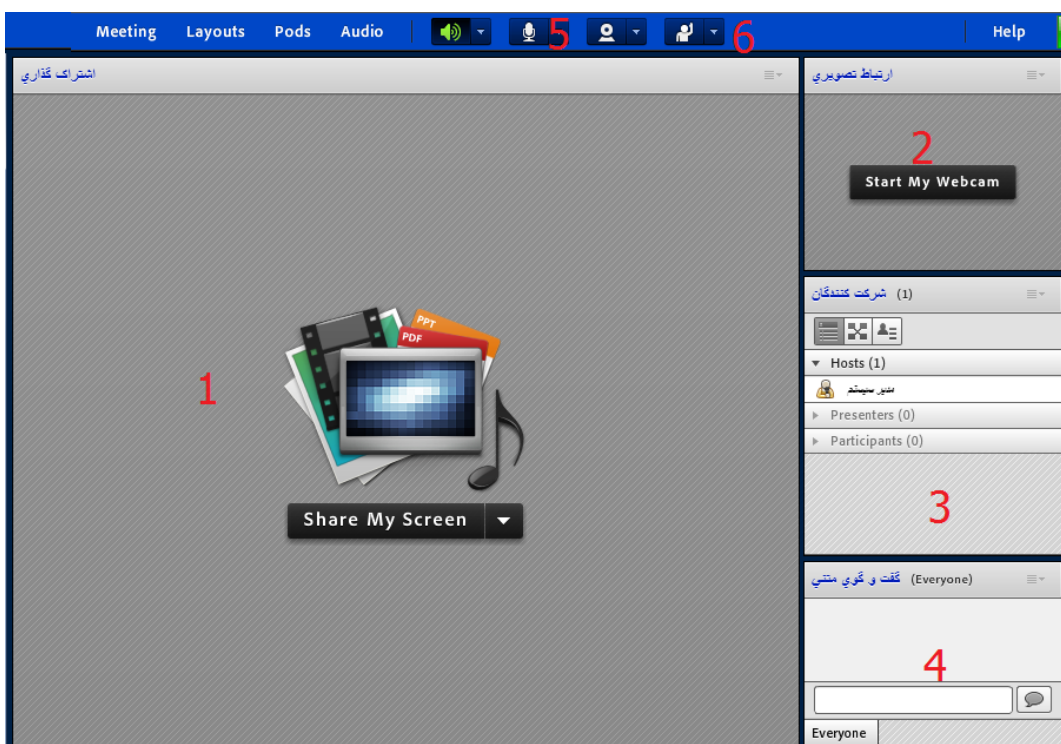 Meeting Layouts Pods Audio 5 6 Help
اشتراک گذاري
PPT
PDF
1
Share My Screen
ارتباط تصويري
2
Start My Webcam
شرکت کنندگان (1)
Hosts (1)
مدير سيستم
Presenters (0)
Participants (0)
3
گفت و گوي متني (Everyone)
4
Everyone